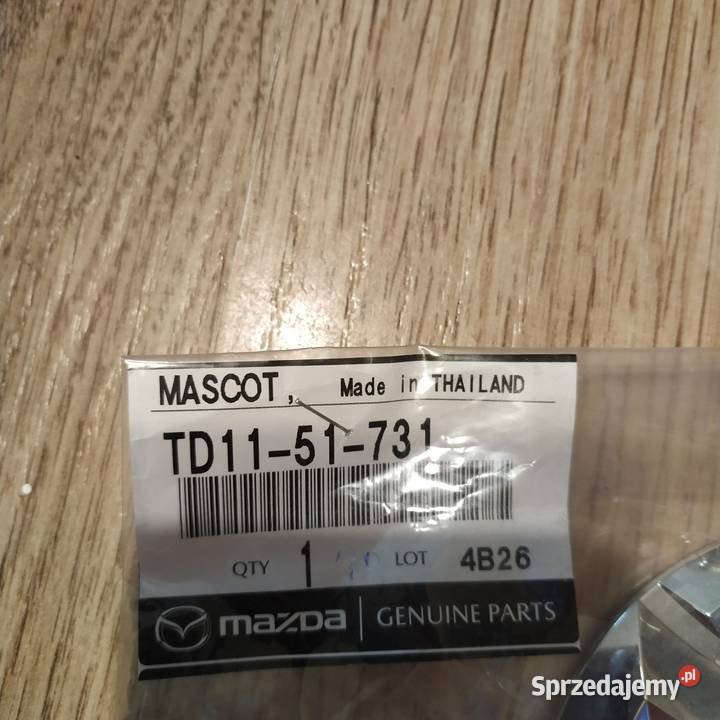 MASCOT, Made in THAILAND
TD11-51-731
QTY 1 LOT 4B26
mazda GENUINE PARTS
Sprzedajemy.pl